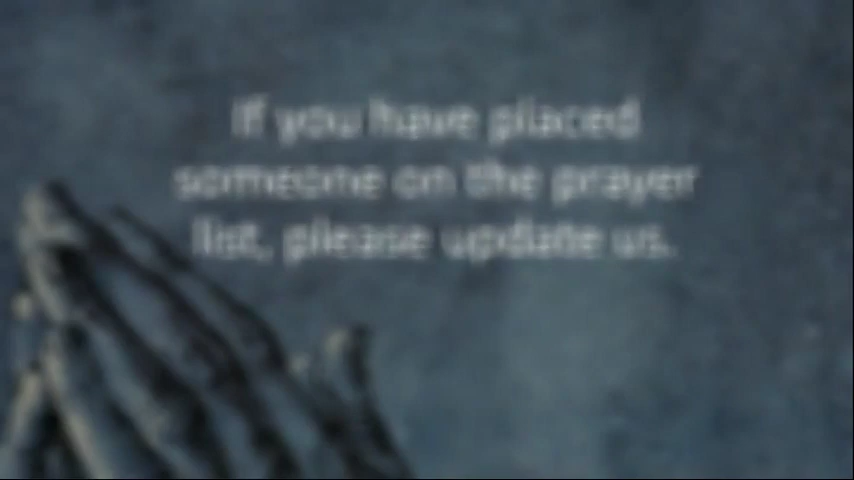 If you have placed
someone on the prayer
list, please update us.